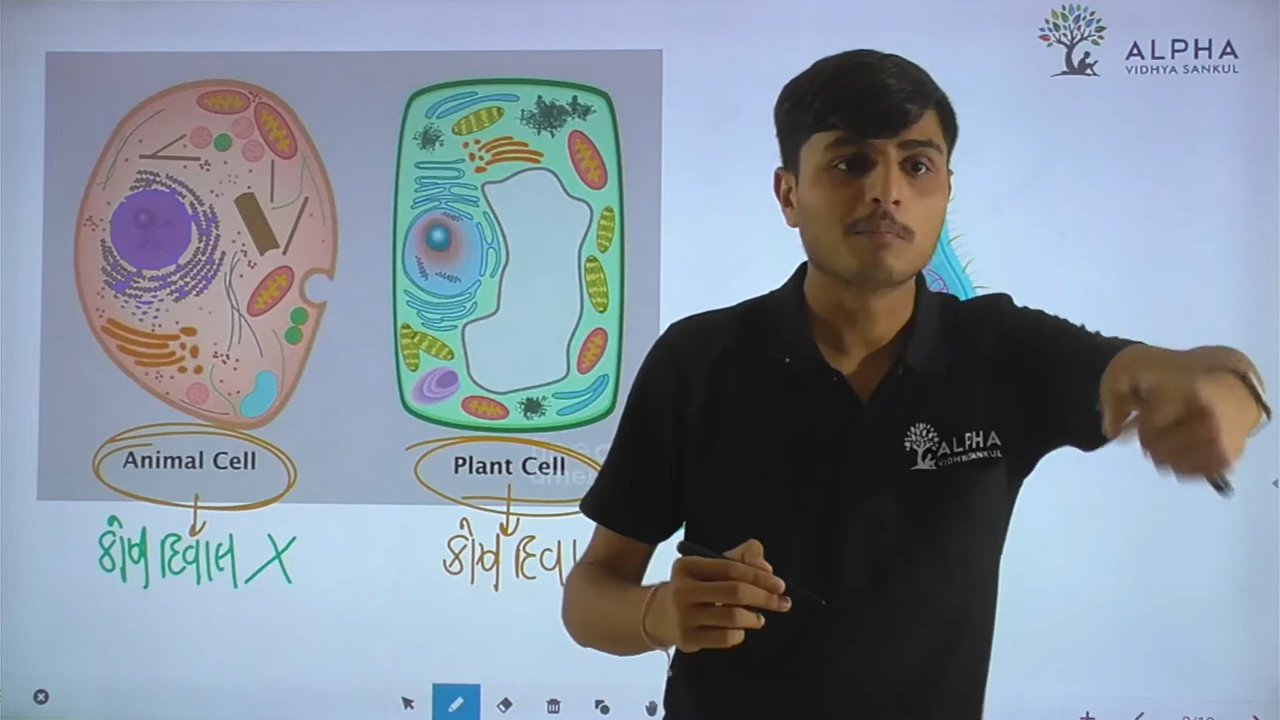 ALPHA
VIDHYA SANKUL
Animal Cell
Plant Cell
કોષ દિવાલ X
કોષ
ALPHA
VIDHYA SANKUL